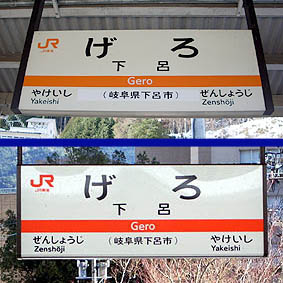 JR
JR東海
げろ
下呂
Gero
(岐阜県下呂市)
やけいし
Yakeishi
ぜんしょうじ
Zenshōji
JR
JR東海
げろ
下呂
Gero
(岐阜県下呂市)
ぜんしょうじ
Zenshōji
やけいし
Yakeishi